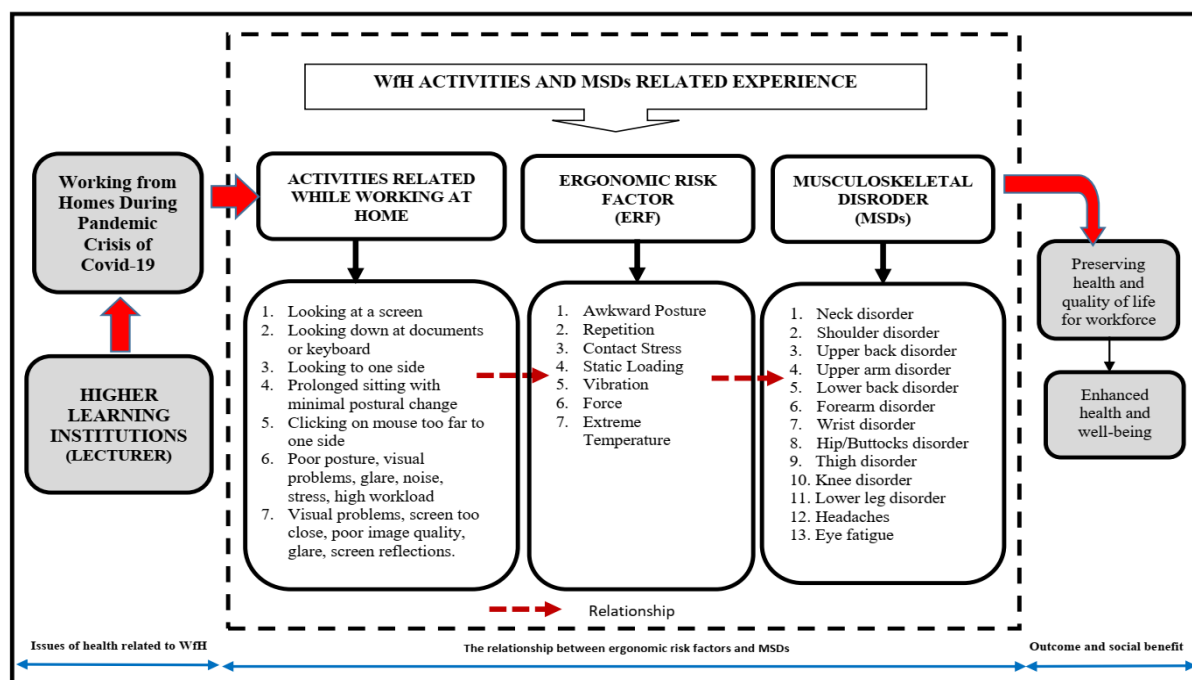 WfH ACTIVITIES AND MSDs RELATED EXPERIENCE
Working from
Homes During
Pandemic
Crisis of
Covid-19
HIGHER
LEARNING
INSTITUTIONS
(LECTURER)
ACTIVITIES RELATED
WHILE WORKING AT
HOME
1. Looking at a screen
2. Looking down at documents
or keyboard
3. Looking to one side
4. Prolonged sitting with
minimal postural change
5. Clicking on mouse too far to
one side
6. Poor posture, visual
problems, glare, noise,
stress, high workload
7. Visual problems, screen too
close, poor image quality,
glare, screen reflections.
ERGONOMIC RISK
FACTOR
(ERF)
1. Awkward Posture
2. Repetition
3. Contact Stress
4. Static Loading
5. Vibration
6. Force
7. Extreme
Temperature
MUSCULOSKELETAL
DISRODER
(MSDs)
1. Neck disorder
2. Shoulder disorder
3. Upper back disorder
4. Upper arm disorder
5. Lower back disorder
6. Forearm disorder
7. Wrist disorder
8. Hip/Buttocks disorder
9. Thigh disorder
10. Knee disorder
11. Lower leg disorder
12. Headaches
13. Eye fatigue
Preserving
health and
quality of life
for workforce
Enhanced
health and
well-being
Relationship
Issues of health related to WfH
The relationship between ergonomic risk factors and MSDs
Outcome and social benefit